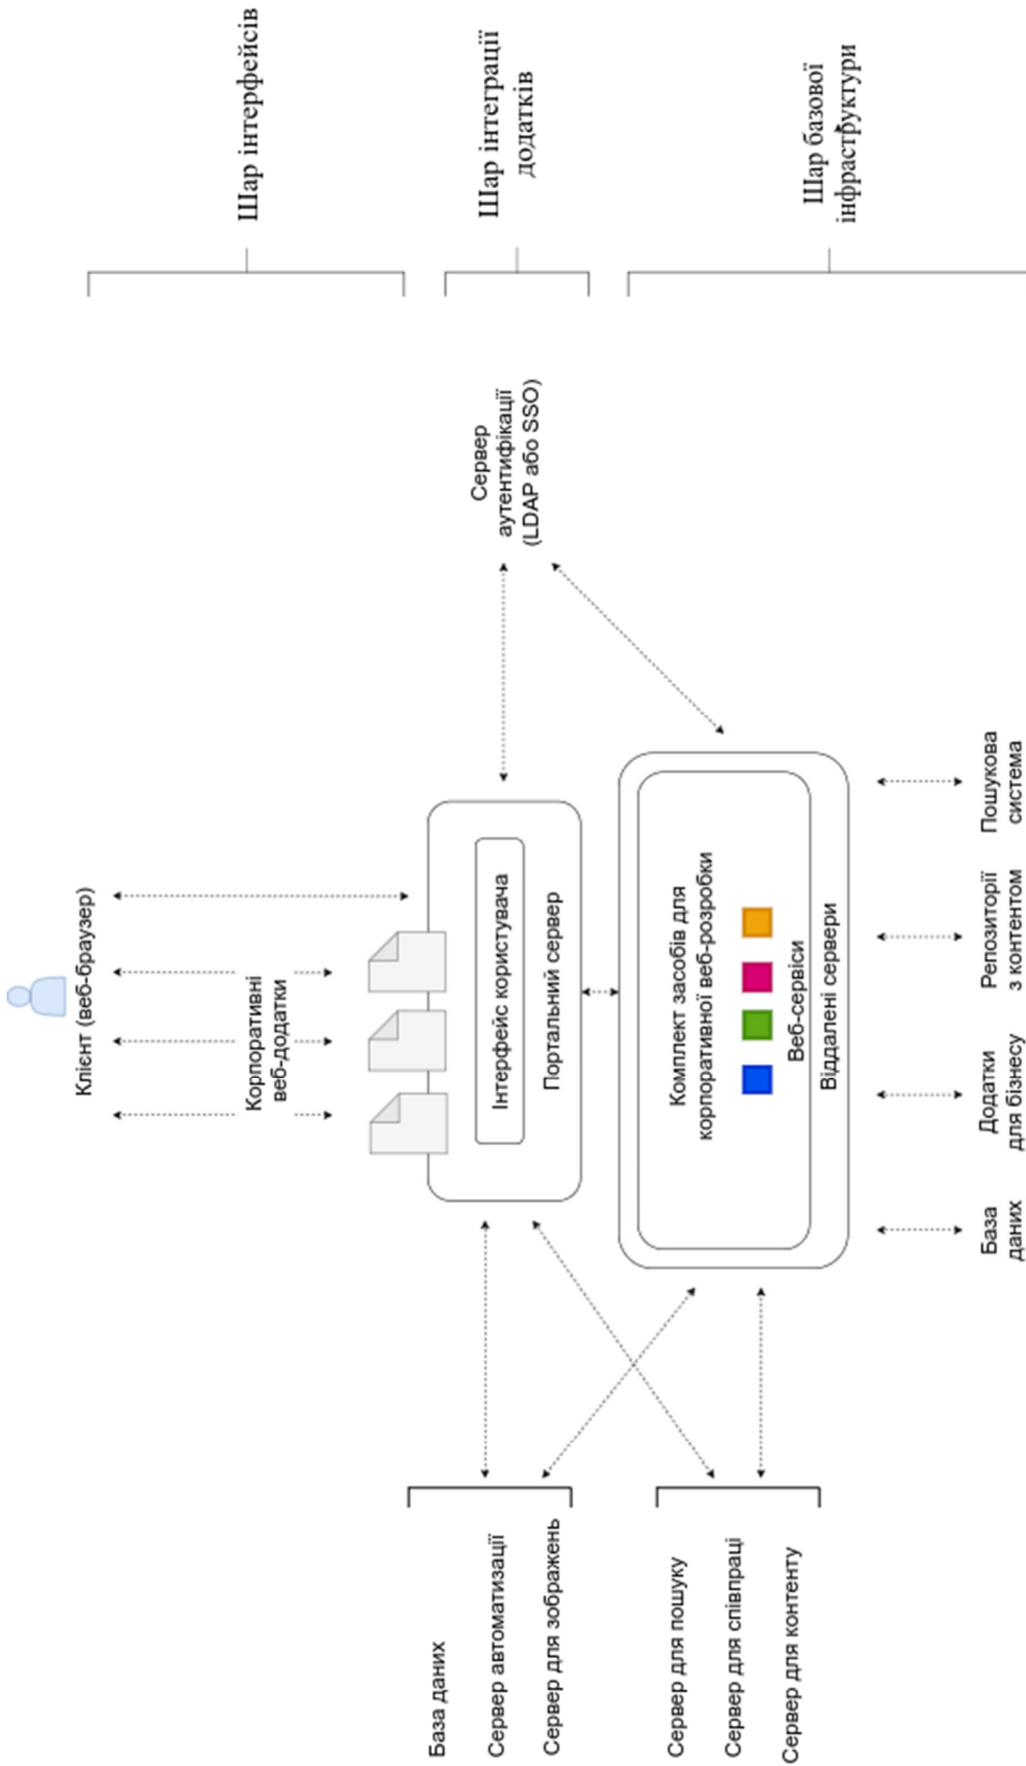 Клієнт (веб-браузер)
Корпоративні
веб-додатки
Шар інтерфейсів
База даних
Сервер автоматизації
Сервер для зображень
Інтерфейс користувача
Портальний сервер
Сервер
аутентифікації
(LDAP або SSO)
Шар інтеграції
додатків
Сервер для пошуку
Сервер для співпраці
Сервер для контенту
Комплект засобів для
корпоративної веб-розробки
Веб-сервіси
Віддалені сервери
Шар базової
інфраструктури
База
даних
Додатки
для бізнесу
Репозиторії
з контентом
Пошукова
система